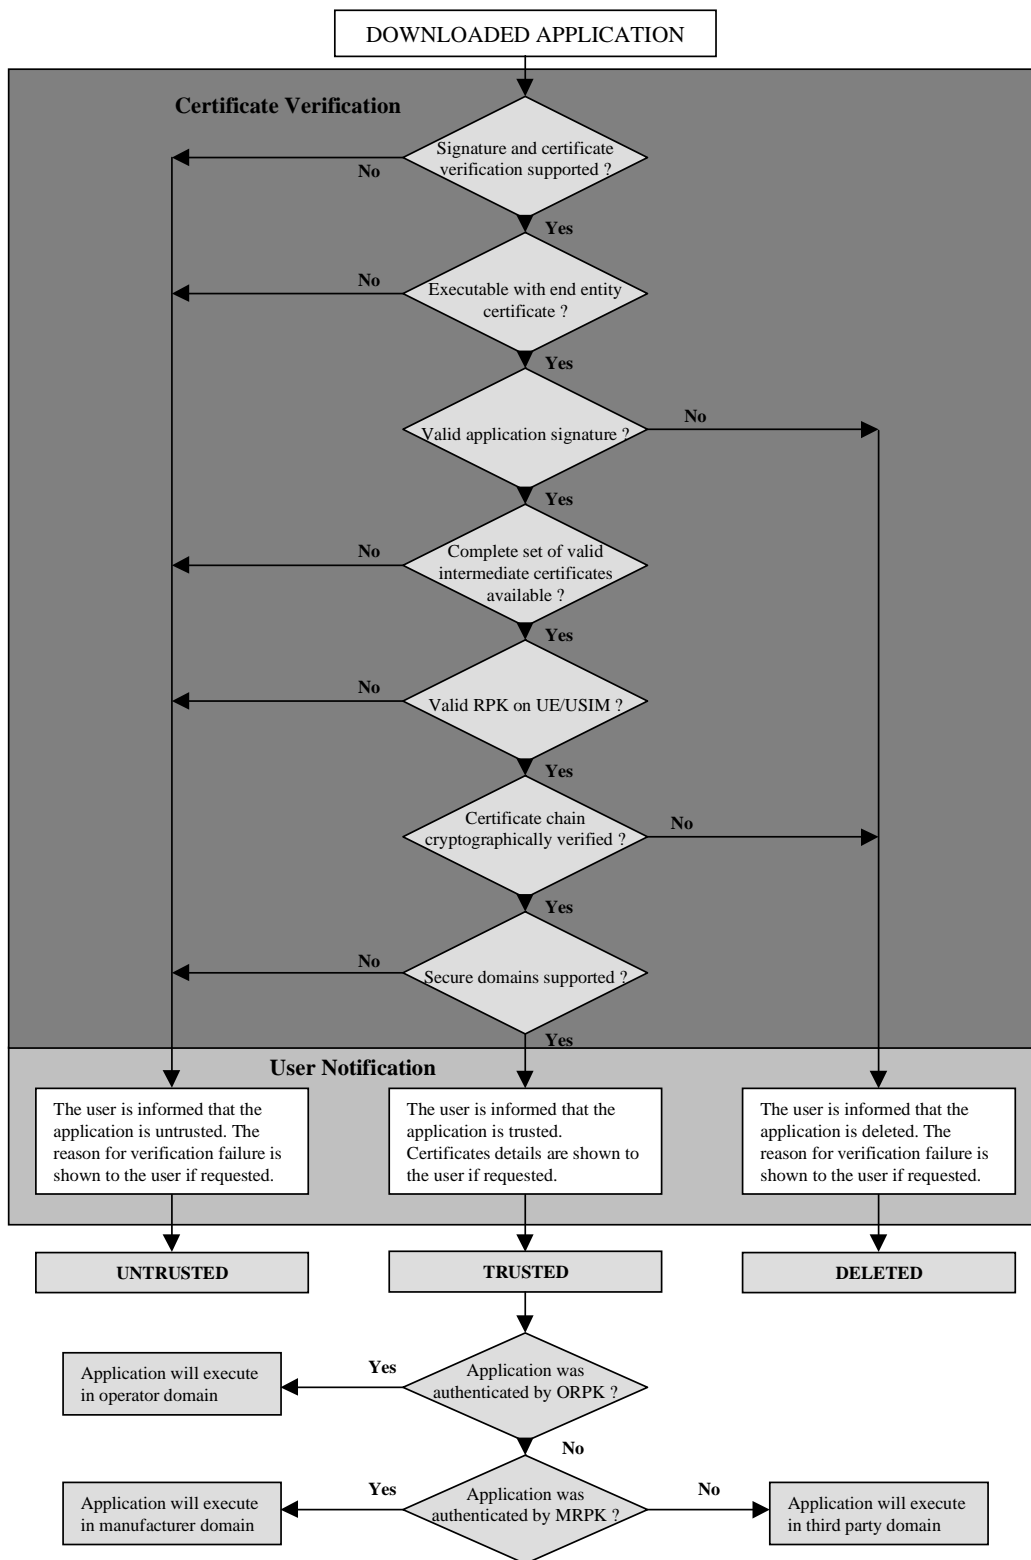 DOWNLOADED APPLICATION
Certificate Verification
Signature and certificate
verification supported ?
No
Yes
Executable with end entity
certificate ?
No
Yes
Valid application signature ?
No
Yes
Complete set of valid
intermediate certificates
available ?
No
Yes
Valid RPK on UE/USIM ?
No
Yes
Certificate chain
cryptographically verified ?
No
Yes
Secure domains supported ?
No
Yes
User Notification
The user is informed that the
application is untrusted. The
reason for verification failure is
shown to the user if requested.
The user is informed that the
application is trusted.
Certificates details are shown to
the user if requested.
The user is informed that the
application is deleted. The
reason for verification failure is
shown to the user if requested.
UNTRUSTED
TRUSTED
DELETED
Application was
authenticated by ORPK ?
Yes
Application will execute
in operator domain
No
Application was
authenticated by MRPK ?
Yes
Application will execute
in manufacturer domain
No
Application will execute
in third party domain